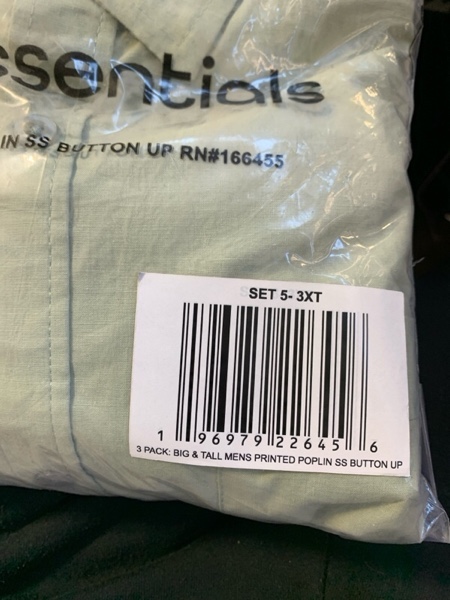 ssentials
IN SS BUTTON UP RN#166455
SET 5- 3XT
1 96979 22645 6
3 PACK: BIG & TALL MENS PRINTED POPLIN SS BUTTON UP